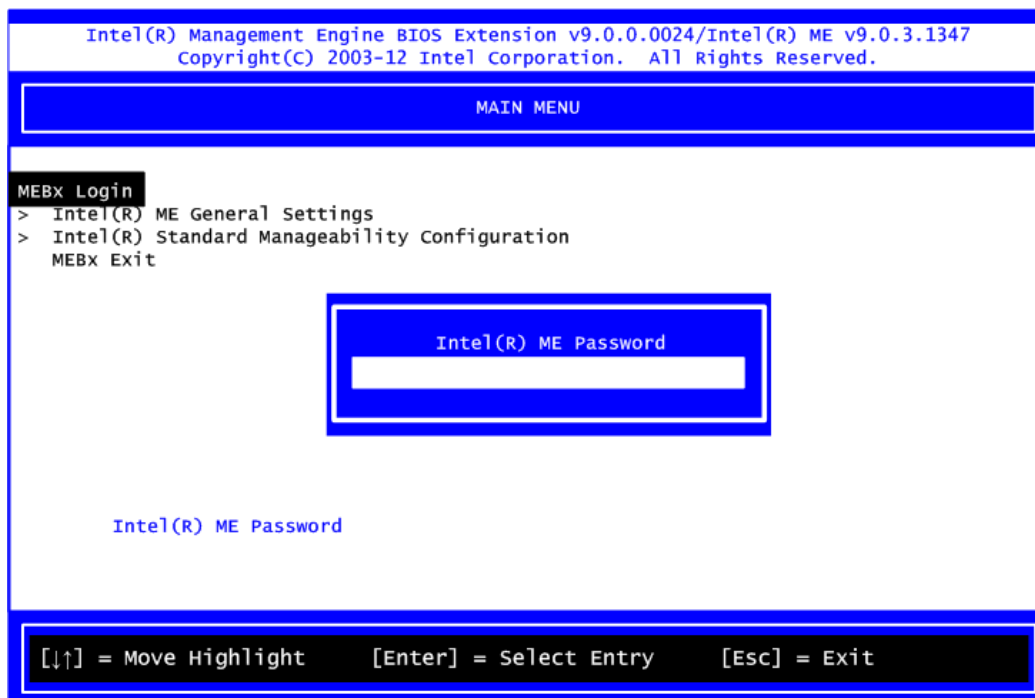 Intel(R) Management Engine BIOS Extension v9.0.0.0024/Intel(R) ME v9.0.3.1347
Copyright(C) 2003-12 Intel Corporation. All Rights Reserved.
MAIN MENU
MEBx Login
> Intel(R) ME General Settings
> Intel(R) Standard Manageability Configuration
MEBx Exit
Intel(R) ME Password
Intel(R) ME Password
[↓↑] = Move Highlight [Enter] = Select Entry [Esc] = Exit